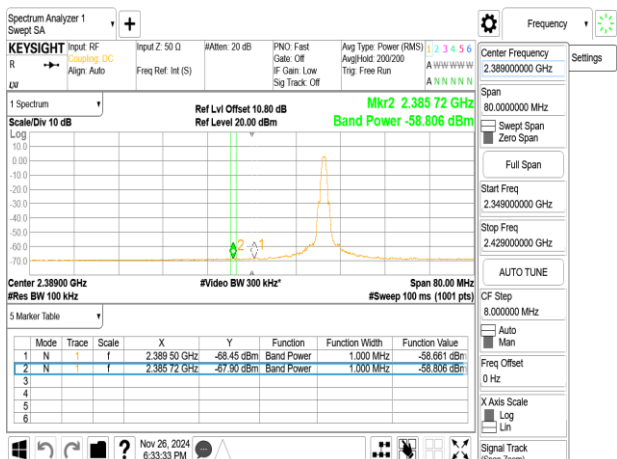 Spectrum Analyzer 1
Swept SA
Frequency
KEYSIGHT Input: RF Input Z: 50 Ω #Atten: 20 dB PNO: Fast Avg Type: Power (RMS) 1 2 3 4 5 6
R Coupling: DC Gate: Off Avg|Hold: 200/200 A W W W W W
Align: Auto Freq Ref: Int (S) IF Gain: Low Trig: Free Run
Sig Track: Off A N N N N N
LXI
Center Frequency
2.389000000 GHz
Settings
Span
80.0000000 MHz
Swept Span
Zero Span
Full Span
Start Freq
2.349000000 GHz
Stop Freq
2.429000000 GHz
AUTO TUNE
CF Step
8.000000 MHz
Auto
Man
Freq Offset
0 Hz
X Axis Scale
Log
Lin
Signal Track
(Span Zoom)
1 Spectrum
Ref Lvl Offset 10.80 dB Mkr2 2.385 72 GHz
Scale/Div 10 dB Ref Level 20.00 dBm Band Power -58.806 dBm
Log
10.0
0.00
-10.0
-20.0
-30.0
-40.0
-50.0
-60.0
-70.0
2 1
Center 2.38900 GHz #Video BW 300 kHz* Span 80.00 MHz
#Res BW 100 kHz #Sweep 100 ms (1001 pts)
5 Marker Table
Mode Trace Scale X Y Function Function Width Function Value
1 N 1 f 2.389 50 GHz -68.45 dBm Band Power 1.000 MHz -58.661 dBm
2 N 1 f 2.385 72 GHz -67.90 dBm Band Power 1.000 MHz -58.806 dBm
3
4
5
6
? Nov 26, 2024
6:33:33 PM